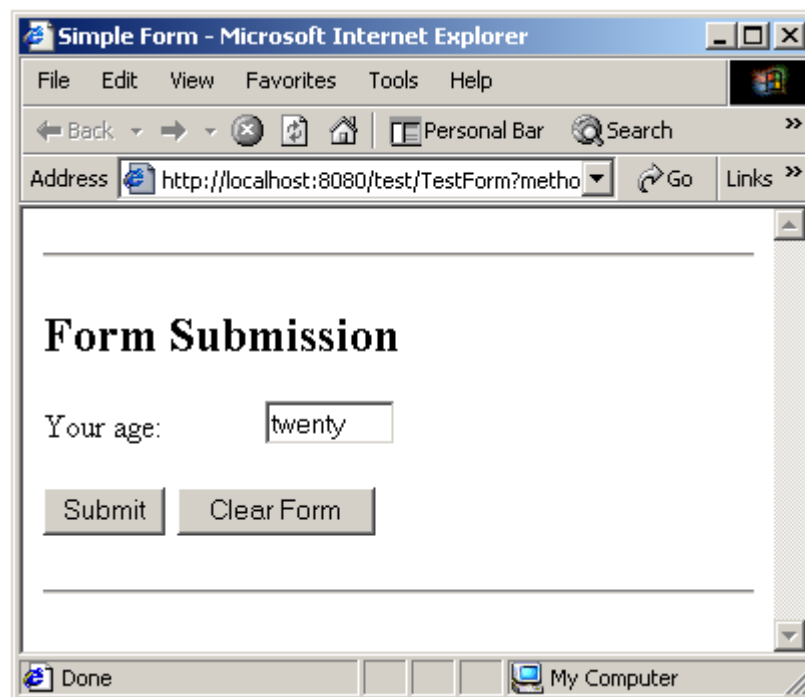 Simple Form - Microsoft Internet Explorer
File Edit View Favorites Tools Help
Back Personal Bar Search »
Address http://localhost:8080/test/TestForm?metho Go Links »
Form Submission
Your age: twenty
Submit Clear Form
Done My Computer